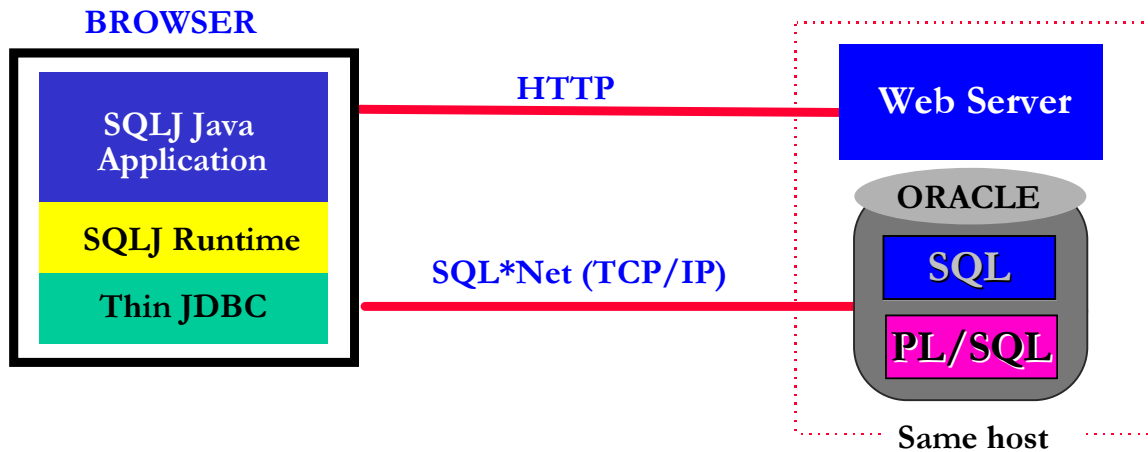 BROWSER
SQLJ Java
Application
SQLJ Runtime
Thin JDBC
HTTP
SQL*Net (TCP/IP)
Web Server
ORACLE
SQL
PL/SQL
Same host